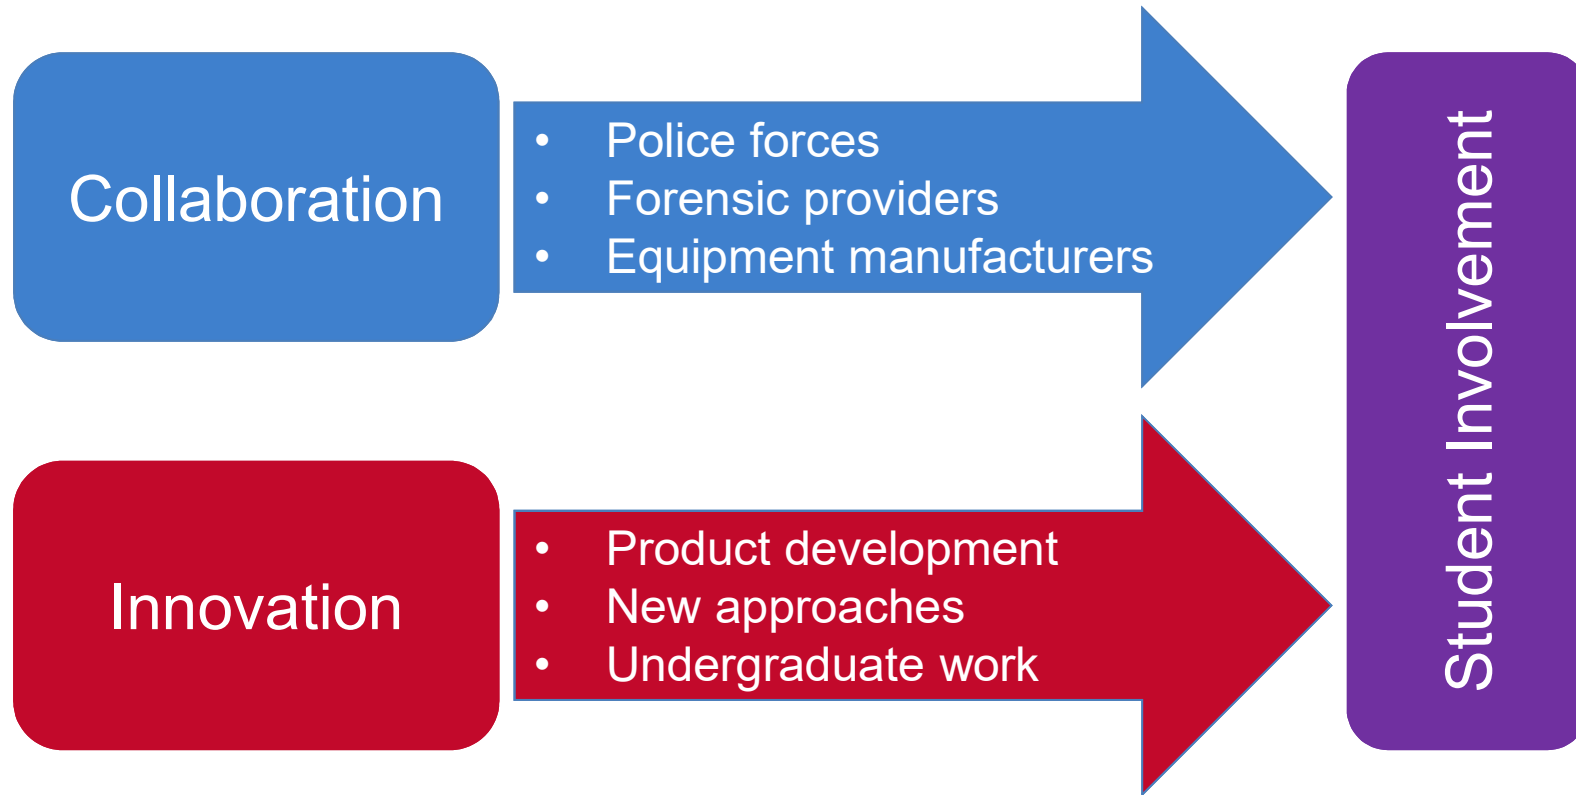 Collaboration
• Police forces
• Forensic providers
• Equipment manufacturers
Innovation
• Product development
• New approaches
• Undergraduate work
Student Involvement